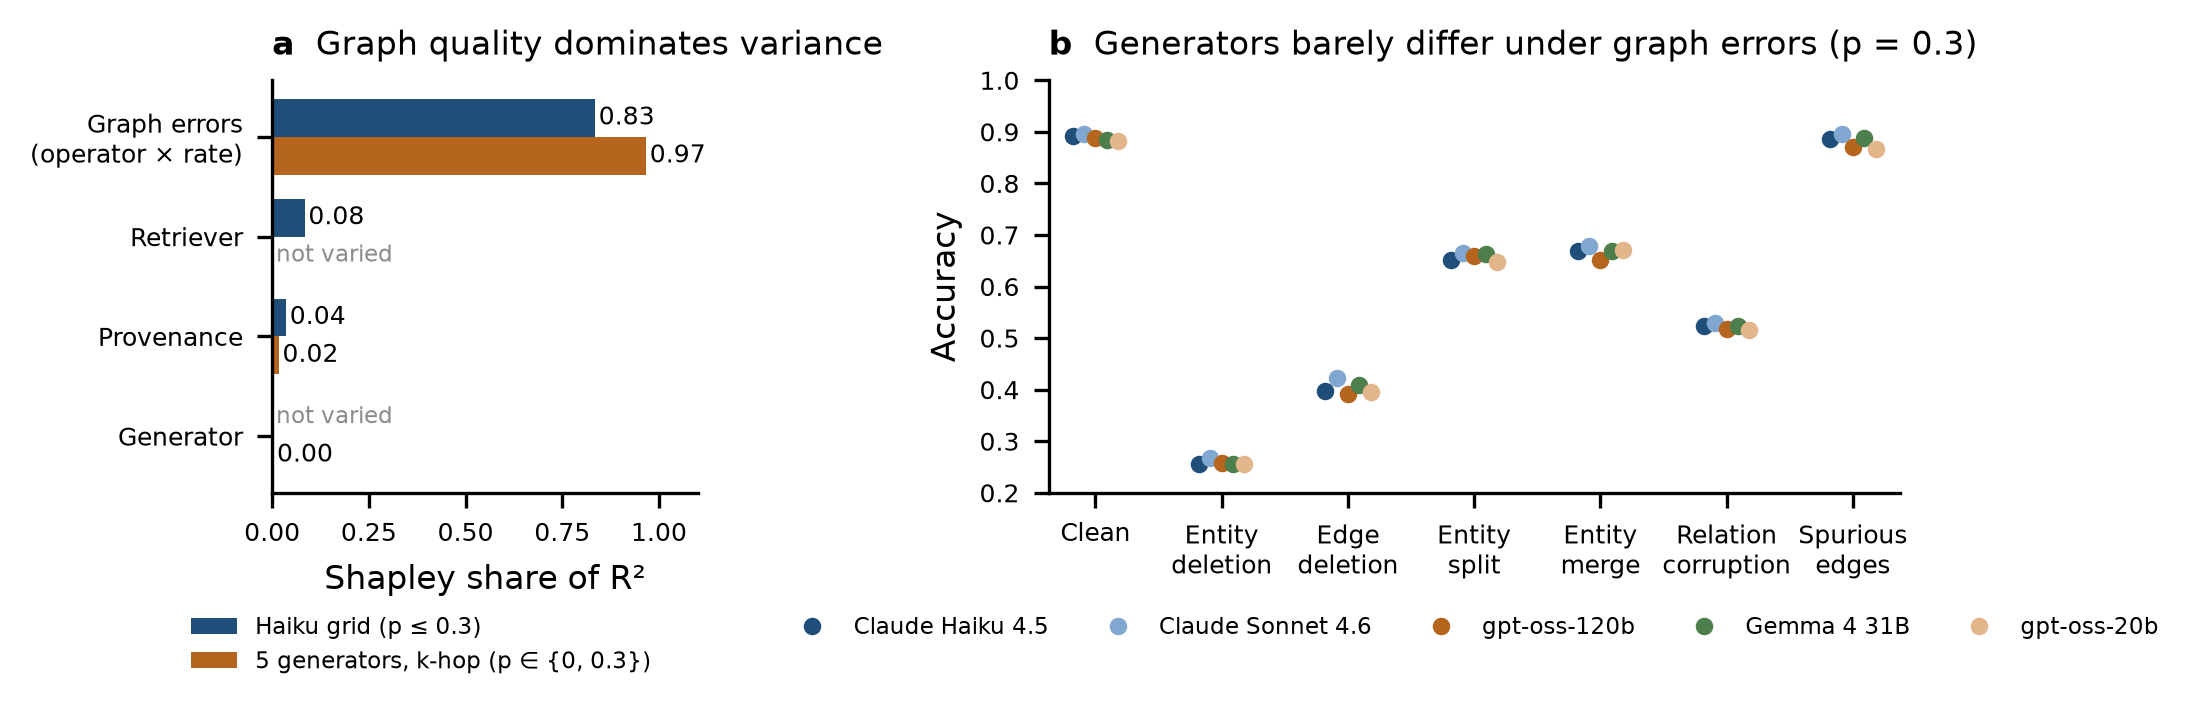 a Graph quality dominates variance
Graph errors
(operator × rate)
Retriever
Provenance
Generator
0.83
0.97
0.08
not varied
0.04
0.02
not varied
0.00
0.00 0.25 0.50 0.75 1.00
Shapley share of R²
Haiku grid (p ≤ 0.3)
5 generators, k-hop (p ∈ {0, 0.3})
b Generators barely differ under graph errors (p = 0.3)
Accuracy
1.0
0.9
0.8
0.7
0.6
0.5
0.4
0.3
0.2
Clean
Entity
deletion
Edge
deletion
Entity
split
Entity
merge
Relation
corruption
Spurious
edges
Claude Haiku 4.5 Claude Sonnet 4.6 gpt-oss-120b Gemma 4 31B gpt-oss-20b